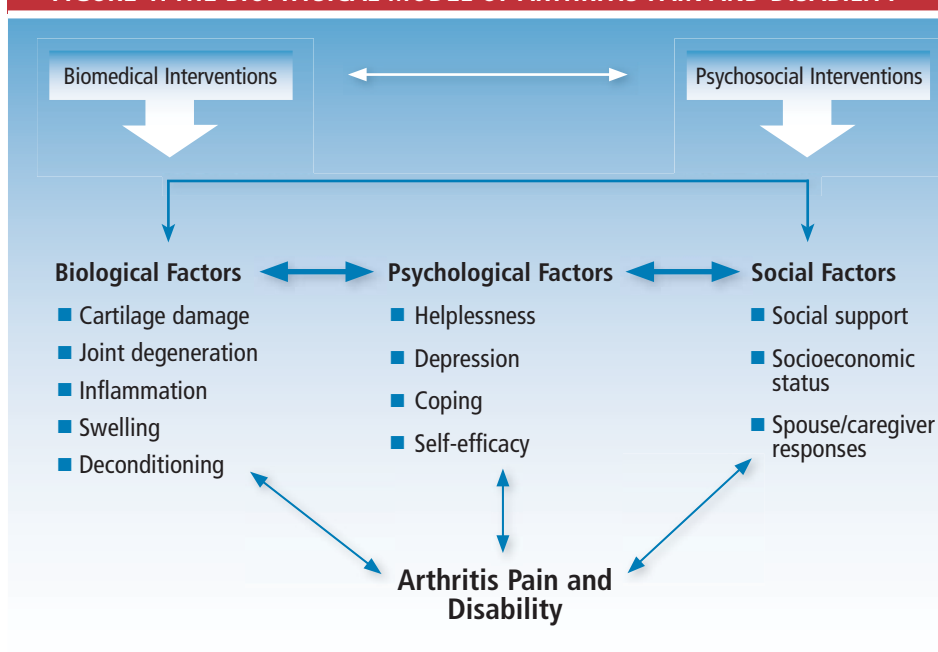 Biomedical Interventions
Psychosocial Interventions
Biological Factors
Cartilage damage
Joint degeneration
Inflammation
Swelling
Deconditioning
Psychological Factors
Helplessness
Depression
Coping
Self-efficacy
Social Factors
Social support
Socioeconomic
status
Spouse/caregiver
responses
Arthritis Pain and
Disability